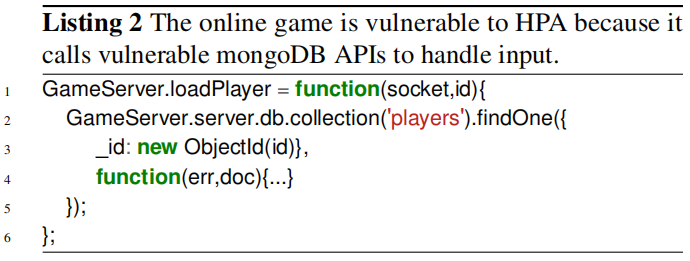 Listing 2 The online game is vulnerable to HPA because it
calls vulnerable mongoDB APIs to handle input.
1 GameServer.loadPlayer = function(socket,id){
2 GameServer.server.db.collection('players').findOne({
3 _id: new ObjectId(id)},
4 function(err,doc){...}
5 });
6 };